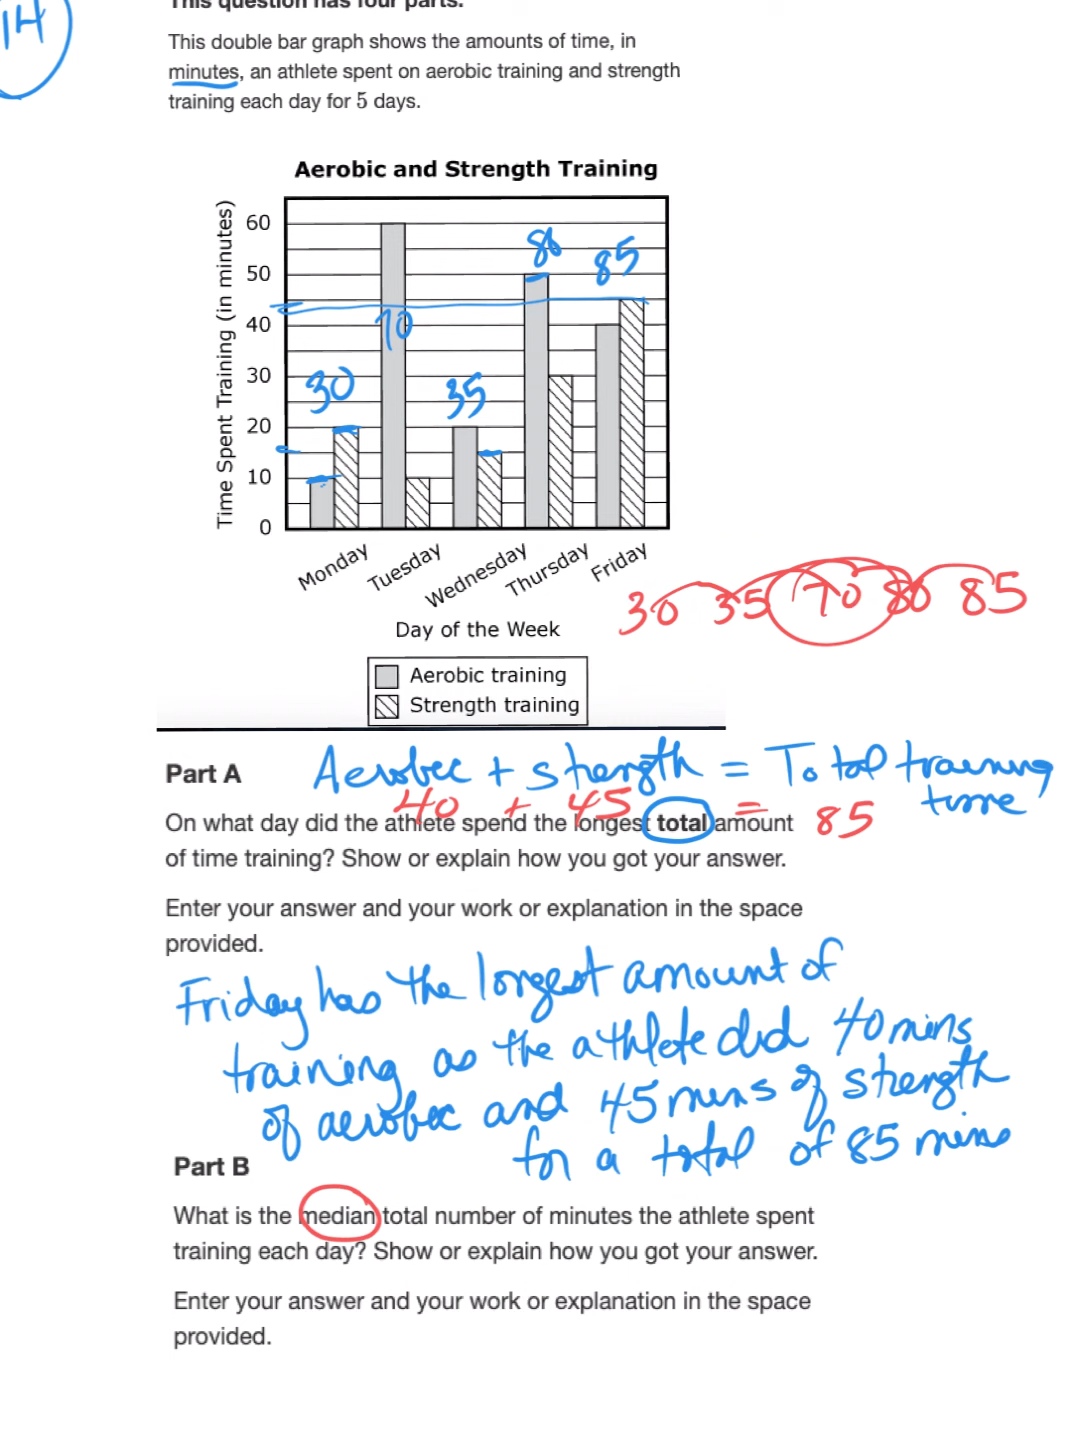 14
This question has four parts.
This double bar graph shows the amounts of time, in
minutes, an athlete spent on aerobic training and strength
training each day for 5 days.
Aerobic and Strength Training
Time Spent Training (in minutes)
60
50
40
30
20
10
0
30
70
35
80
85
Monday
Tuesday
Wednesday
Thursday
Friday
Day of the Week
30 35 70 80 85
Aerobic training
Strength training
Part A
Aerobic + strength = Total training
time
40 + 45 = 85
On what day did the athlete spend the longest total amount
of time training? Show or explain how you got your answer.
Enter your answer and your work or explanation in the space
provided.
Friday has the longest amount of
training as the athlete did 40 mins
of aerobic and 45 mins of strength
for a total of 85 mins
Part B
What is the median total number of minutes the athlete spent
training each day? Show or explain how you got your answer.
Enter your answer and your work or explanation in the space
provided.